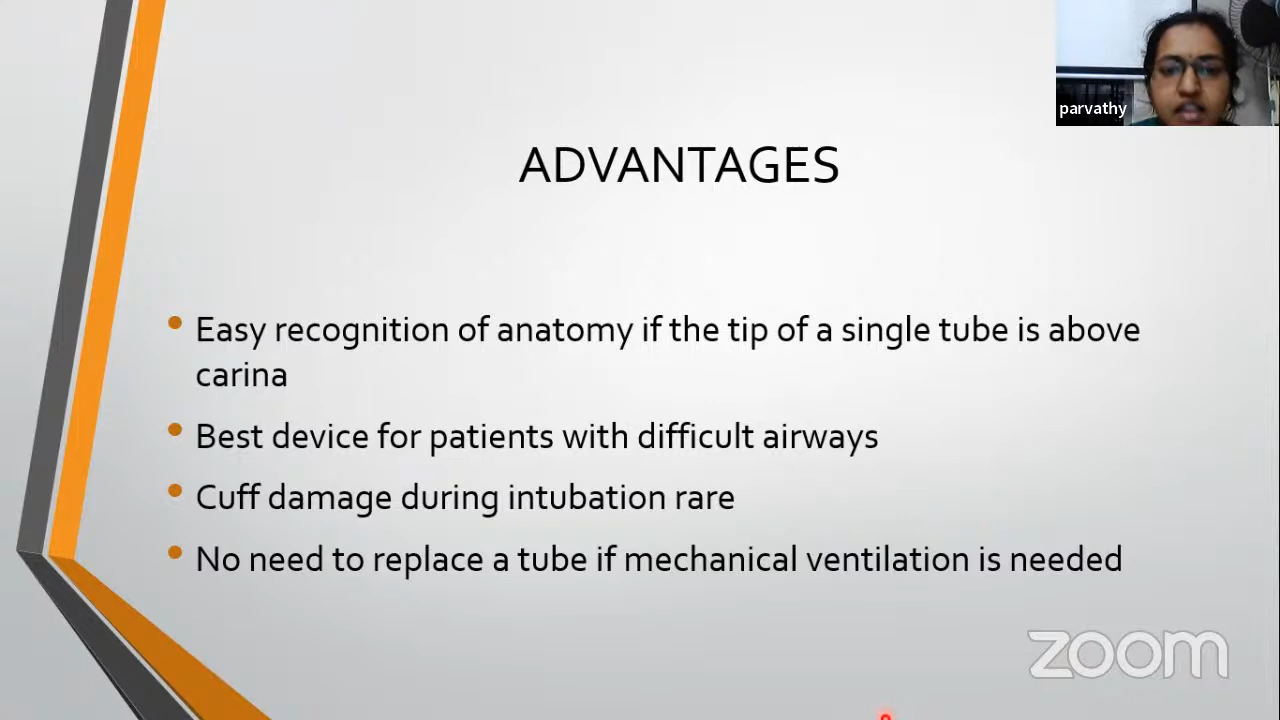 parvathy
ADVANTAGES
Easy recognition of anatomy if the tip of a single tube is above
carina
Best device for patients with difficult airways
Cuff damage during intubation rare
No need to replace a tube if mechanical ventilation is needed
zoom